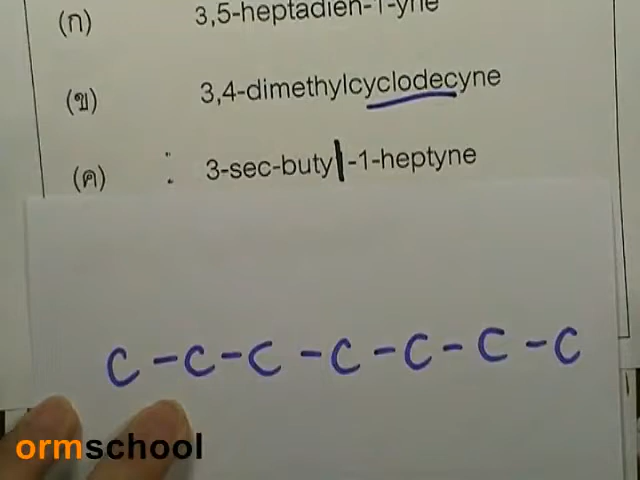 (ก) 3,5-heptadien-1-yne
(ข) 3,4-dimethylcyclodecyne
(ค) : 3-sec-butyl-1-heptyne
C - C - C - C - C - C - C
ormschool